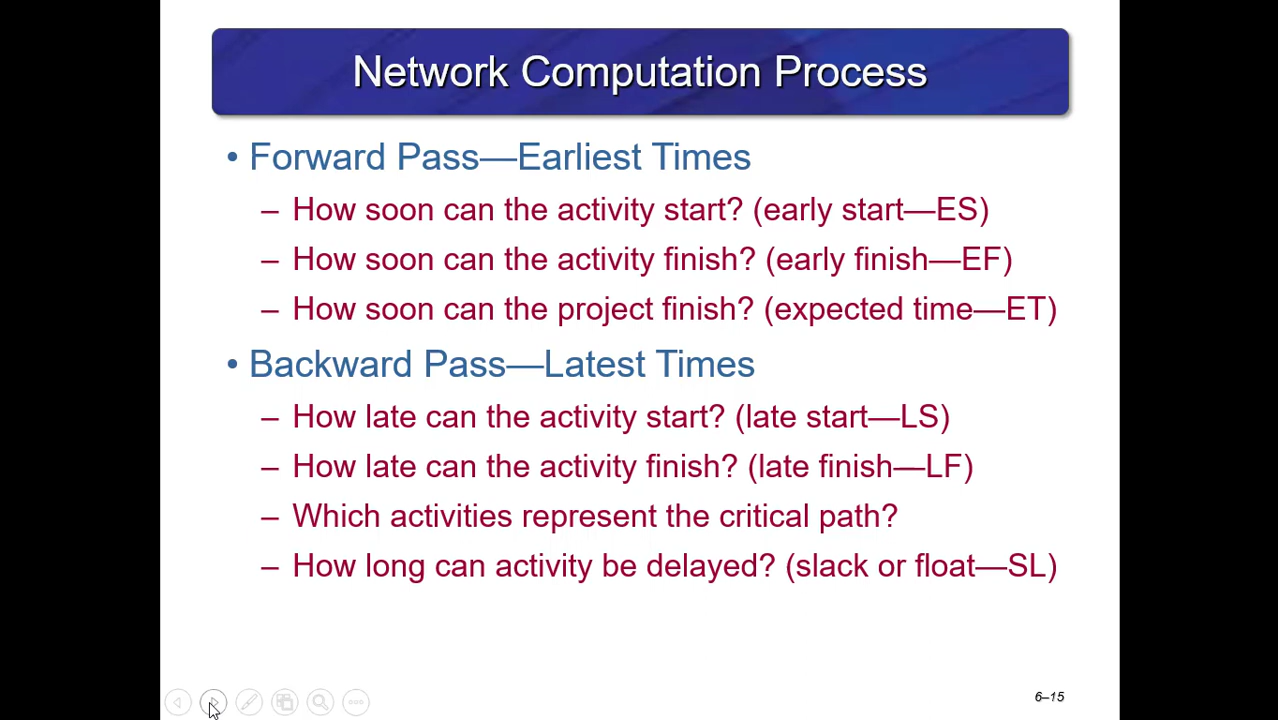 Network Computation Process
• Forward Pass—Earliest Times
– How soon can the activity start? (early start—ES)
– How soon can the activity finish? (early finish—EF)
– How soon can the project finish? (expected time—ET)
• Backward Pass—Latest Times
– How late can the activity start? (late start—LS)
– How late can the activity finish? (late finish—LF)
– Which activities represent the critical path?
– How long can activity be delayed? (slack or float—SL)
6–15